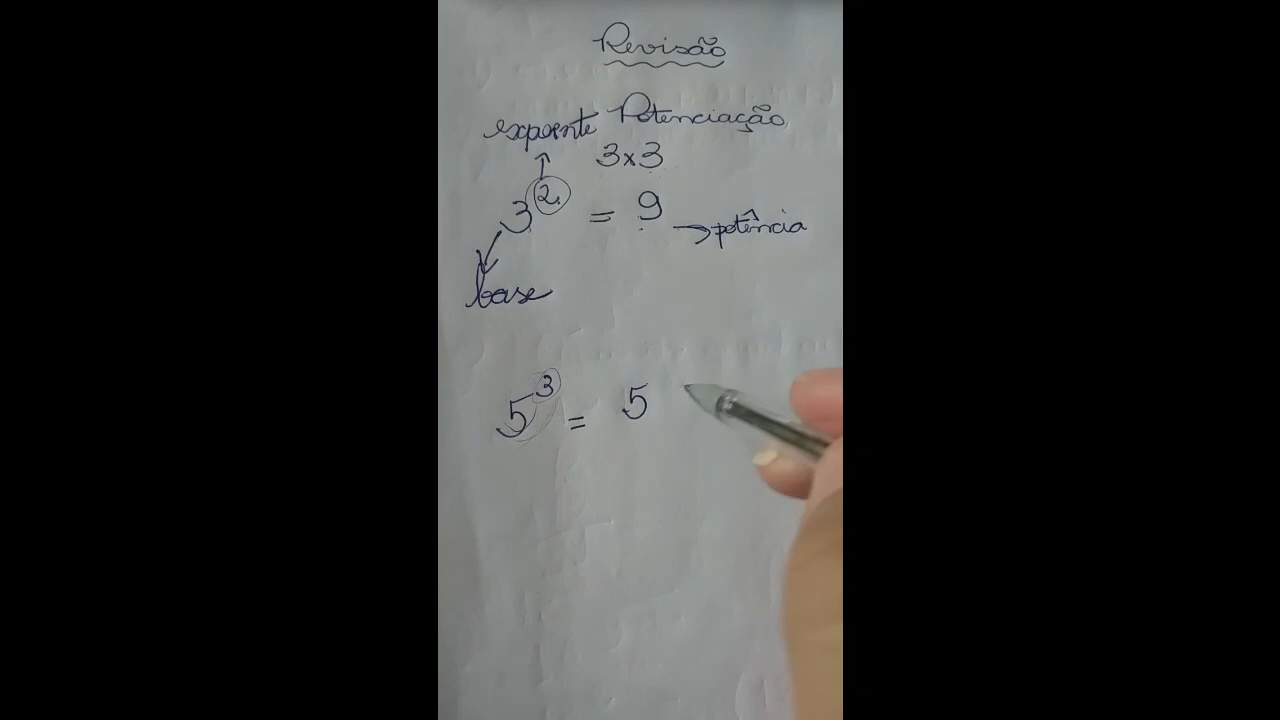 Revisão
expoente Potenciação
3x3
3² = 9 → potência
base
5³ = 5